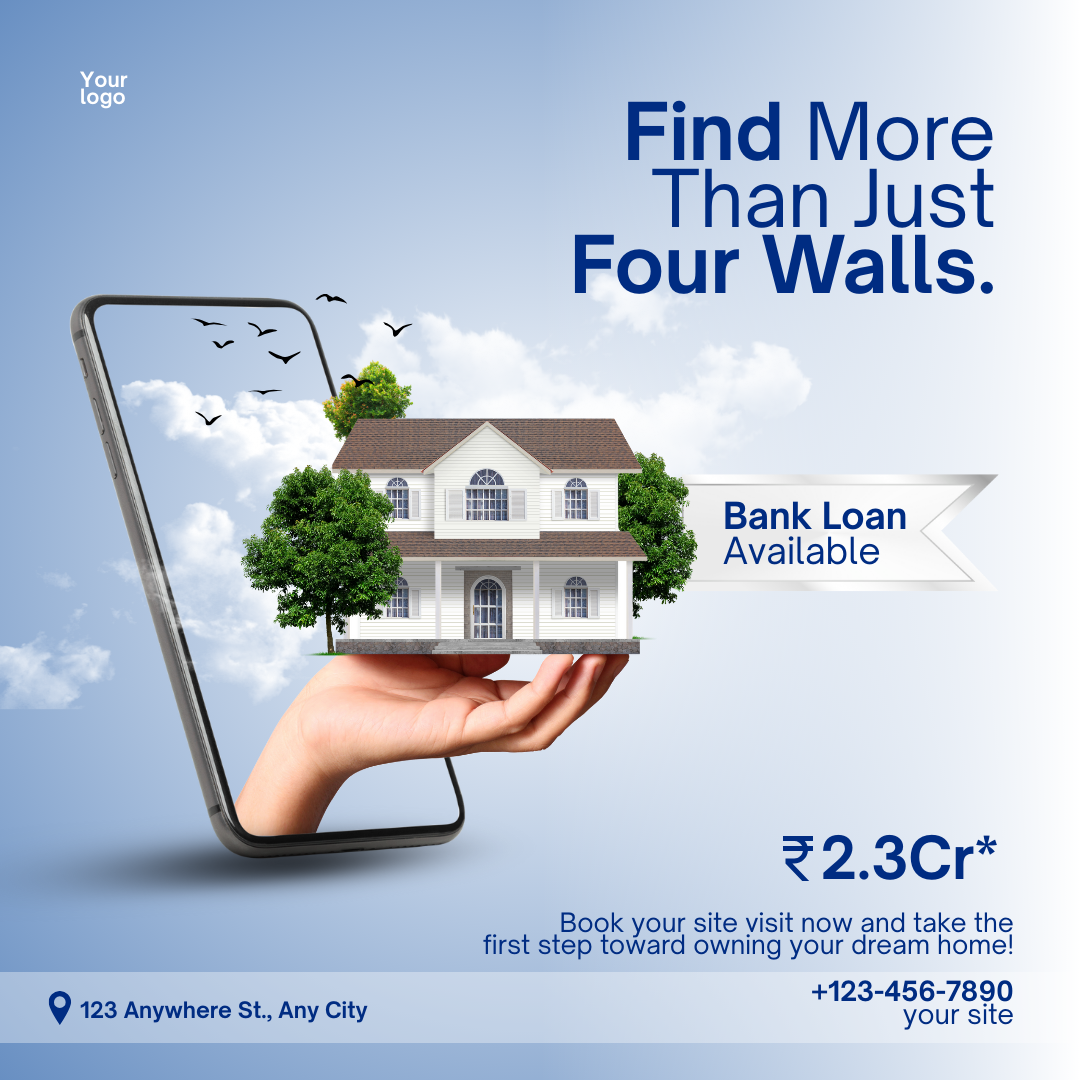 Your
logo
Find More
Than Just
Four Walls.
Bank Loan
Available
₹2.3Cr*
Book your site visit now and take the
first step toward owning your dream home!
123 Anywhere St., Any City
+123-456-7890
your site